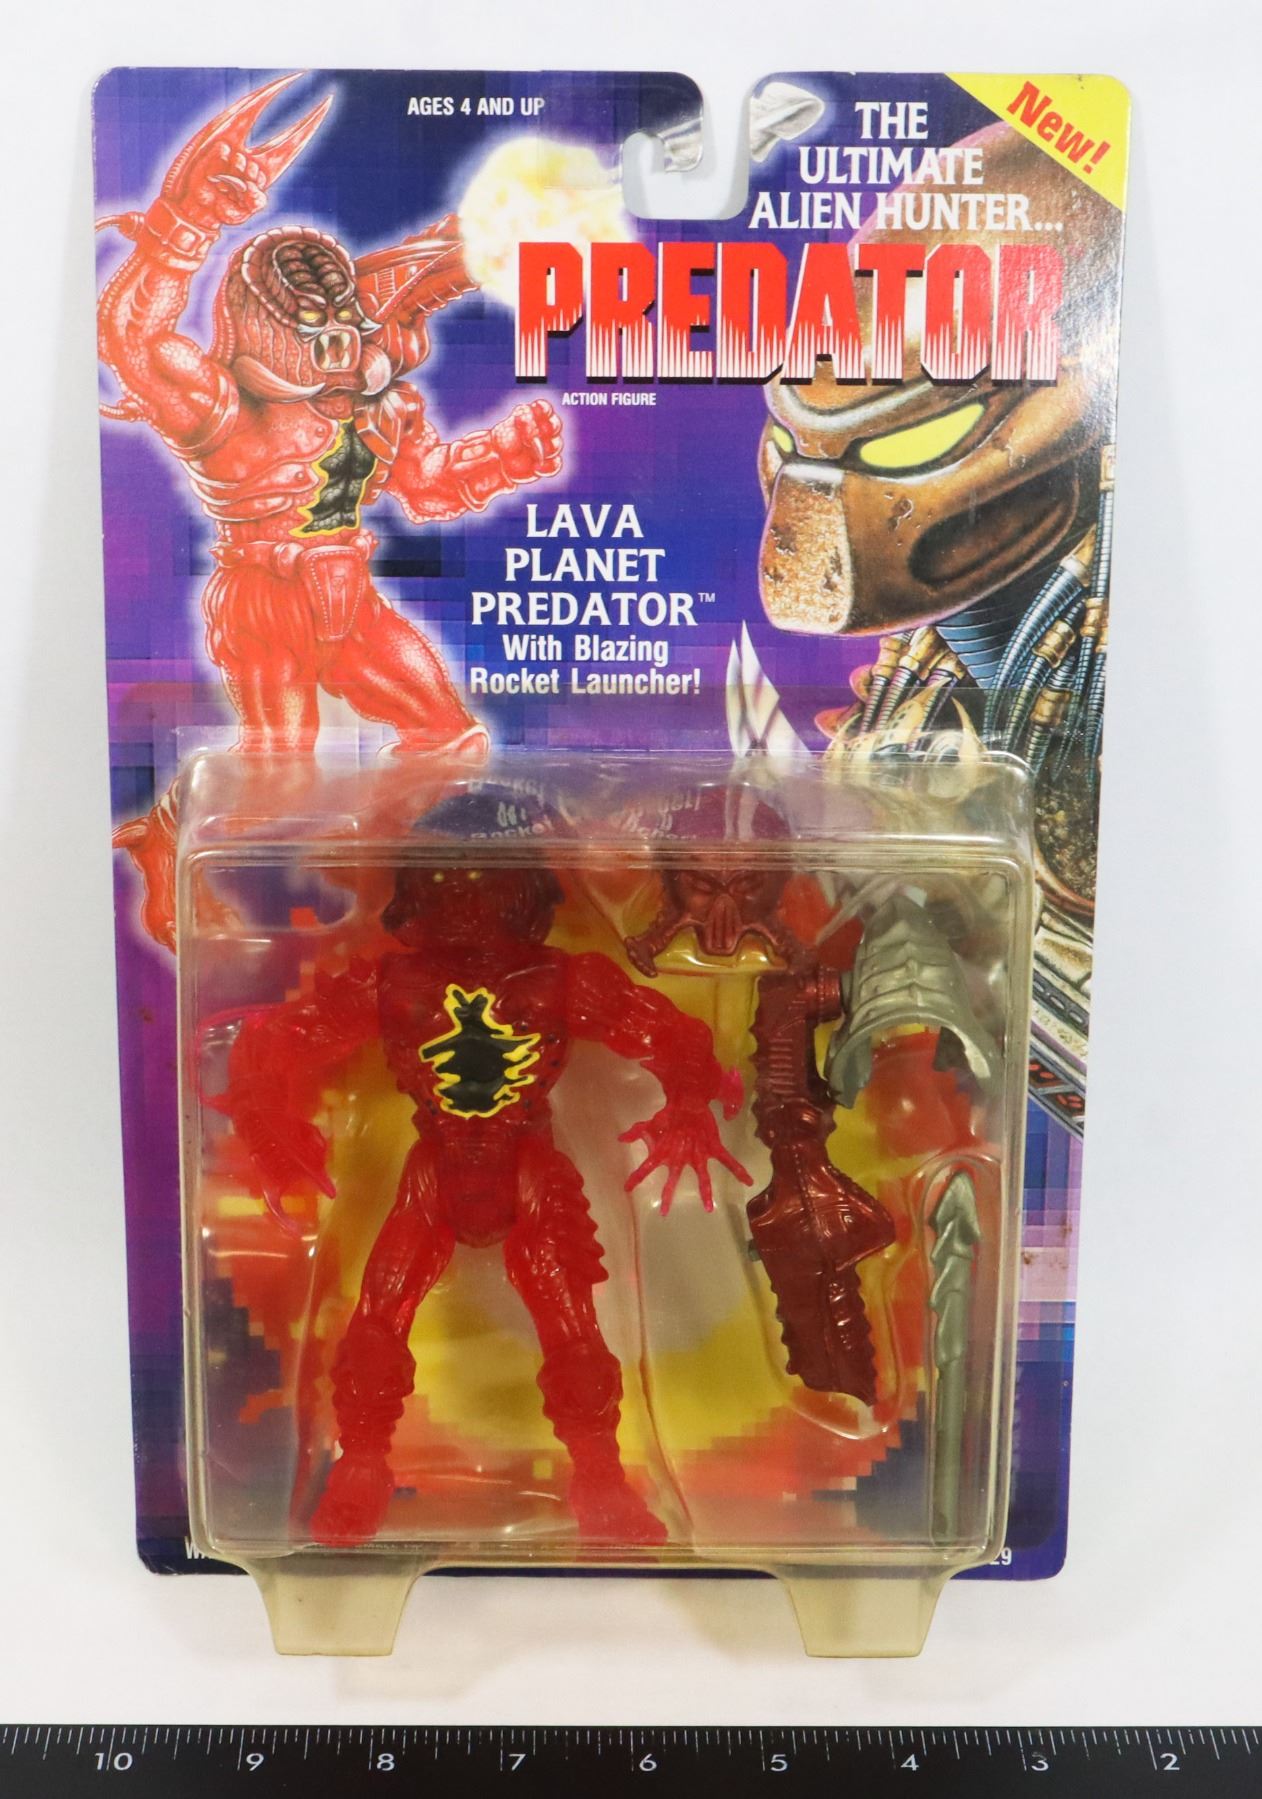 AGES 4 AND UP
New!
THE
ULTIMATE
ALIEN HUNTER...
PREDATOR
ACTION FIGURE
LAVA
PLANET
PREDATOR™
With Blazing
Rocket Launcher!
10 9 8 7 6 5 4 3 2